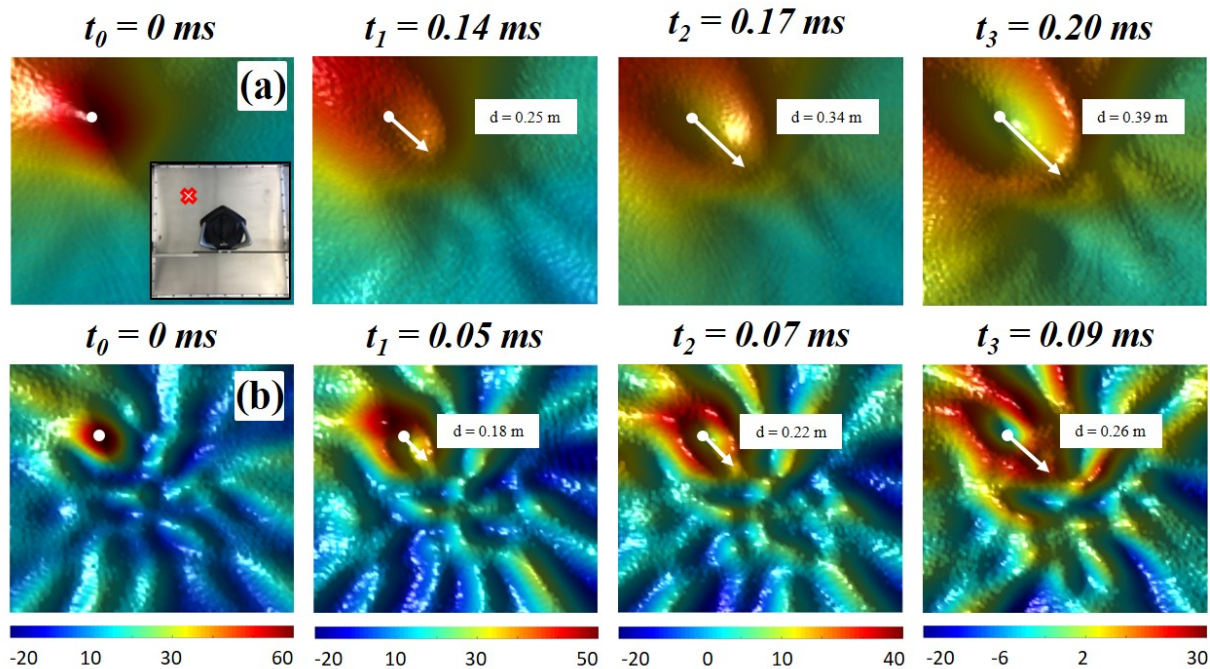 t0 = 0 ms
t1 = 0.14 ms
t2 = 0.17 ms
t3 = 0.20 ms
(a)
d = 0.25 m
d = 0.34 m
d = 0.39 m
t0 = 0 ms
t1 = 0.05 ms
t2 = 0.07 ms
t3 = 0.09 ms
(b)
d = 0.18 m
d = 0.22 m
d = 0.26 m
-20 10 30 60
-20 10 30 50
-20 0 10 40
-20 -6 2 30